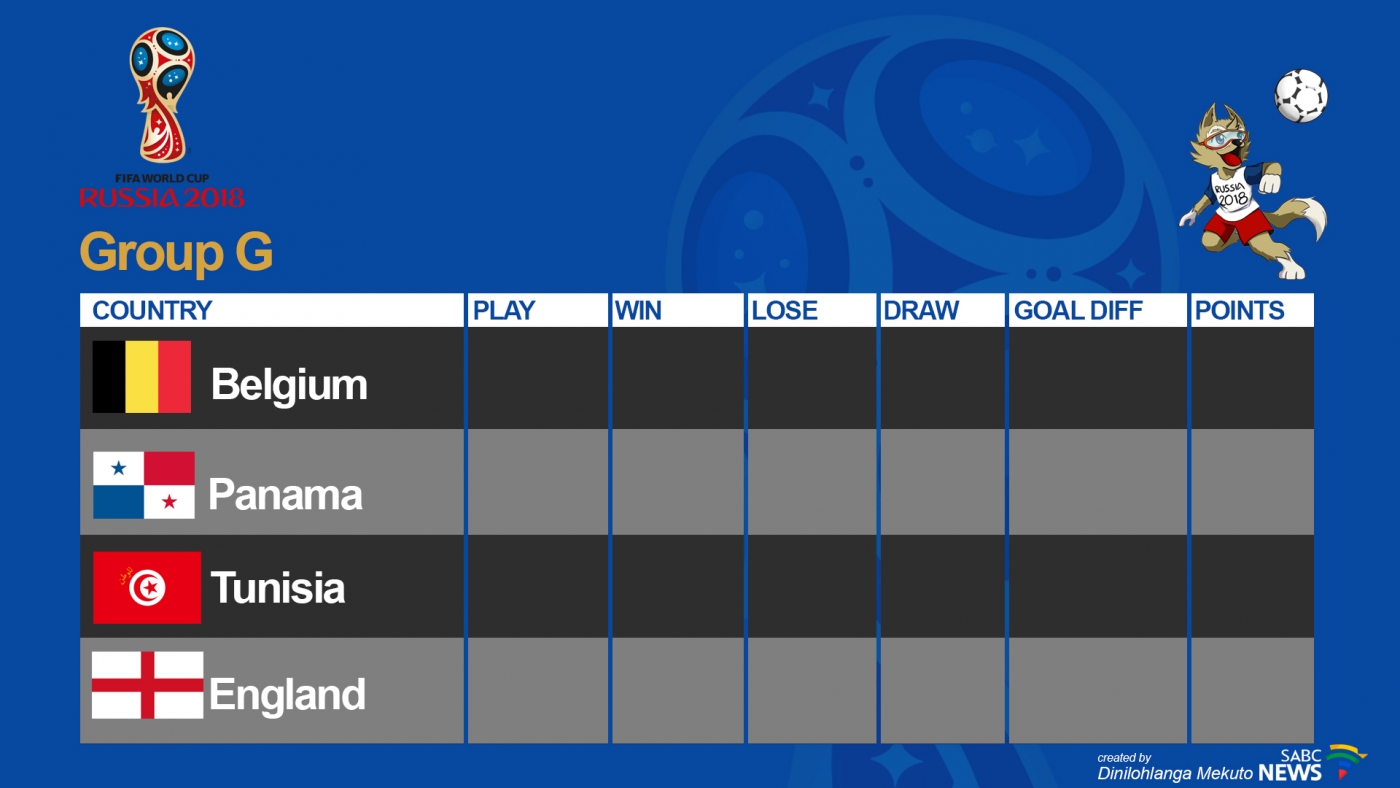 FIFA WORLD CUP
RUSSIA 2018
RUSSIA
2018
Group G
COUNTRY PLAY WIN LOSE DRAW GOAL DIFF POINTS
Belgium
Panama
Tunisia
England
created by
Dinilohlanga Mekuto
SABC
NEWS